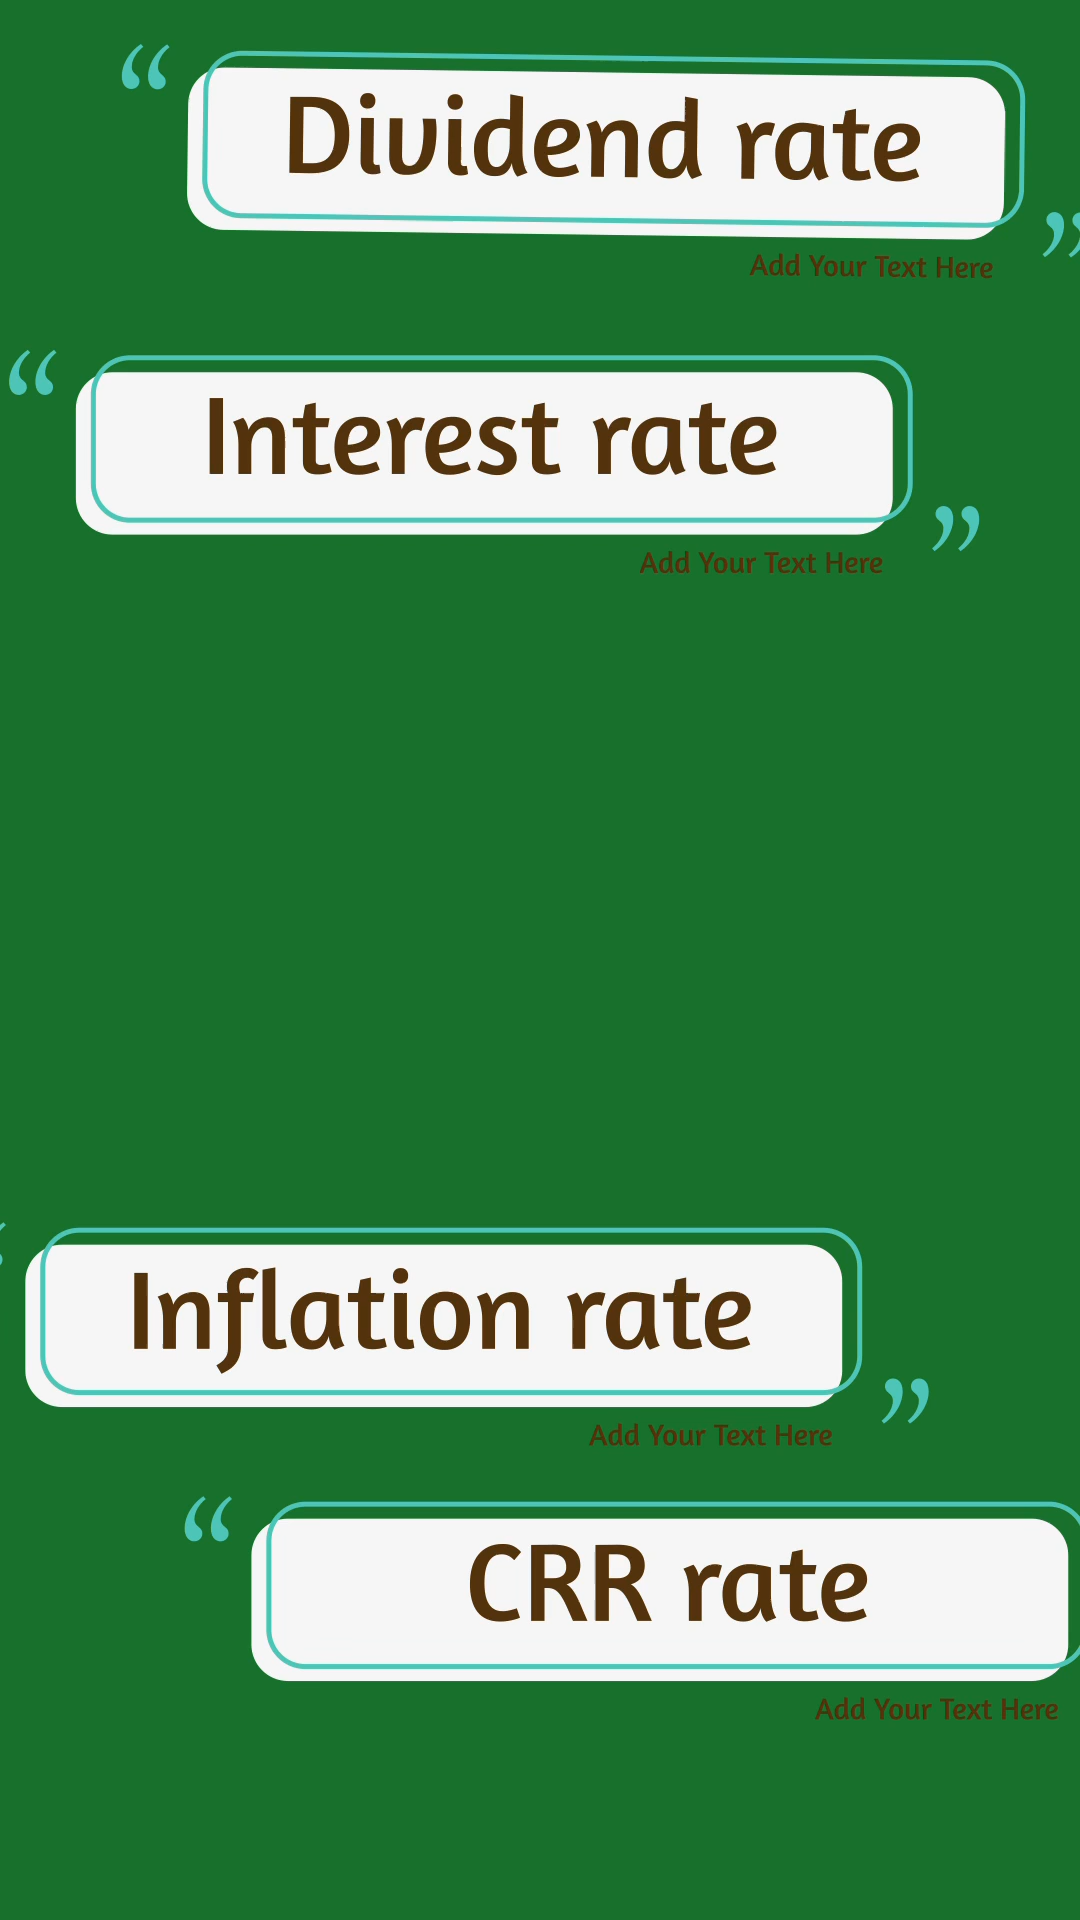 “
Dividend rate
”
Add Your Text Here
“
Interest rate
”
Add Your Text Here
“
Inflation rate
”
Add Your Text Here
“
CRR rate
Add Your Text Here